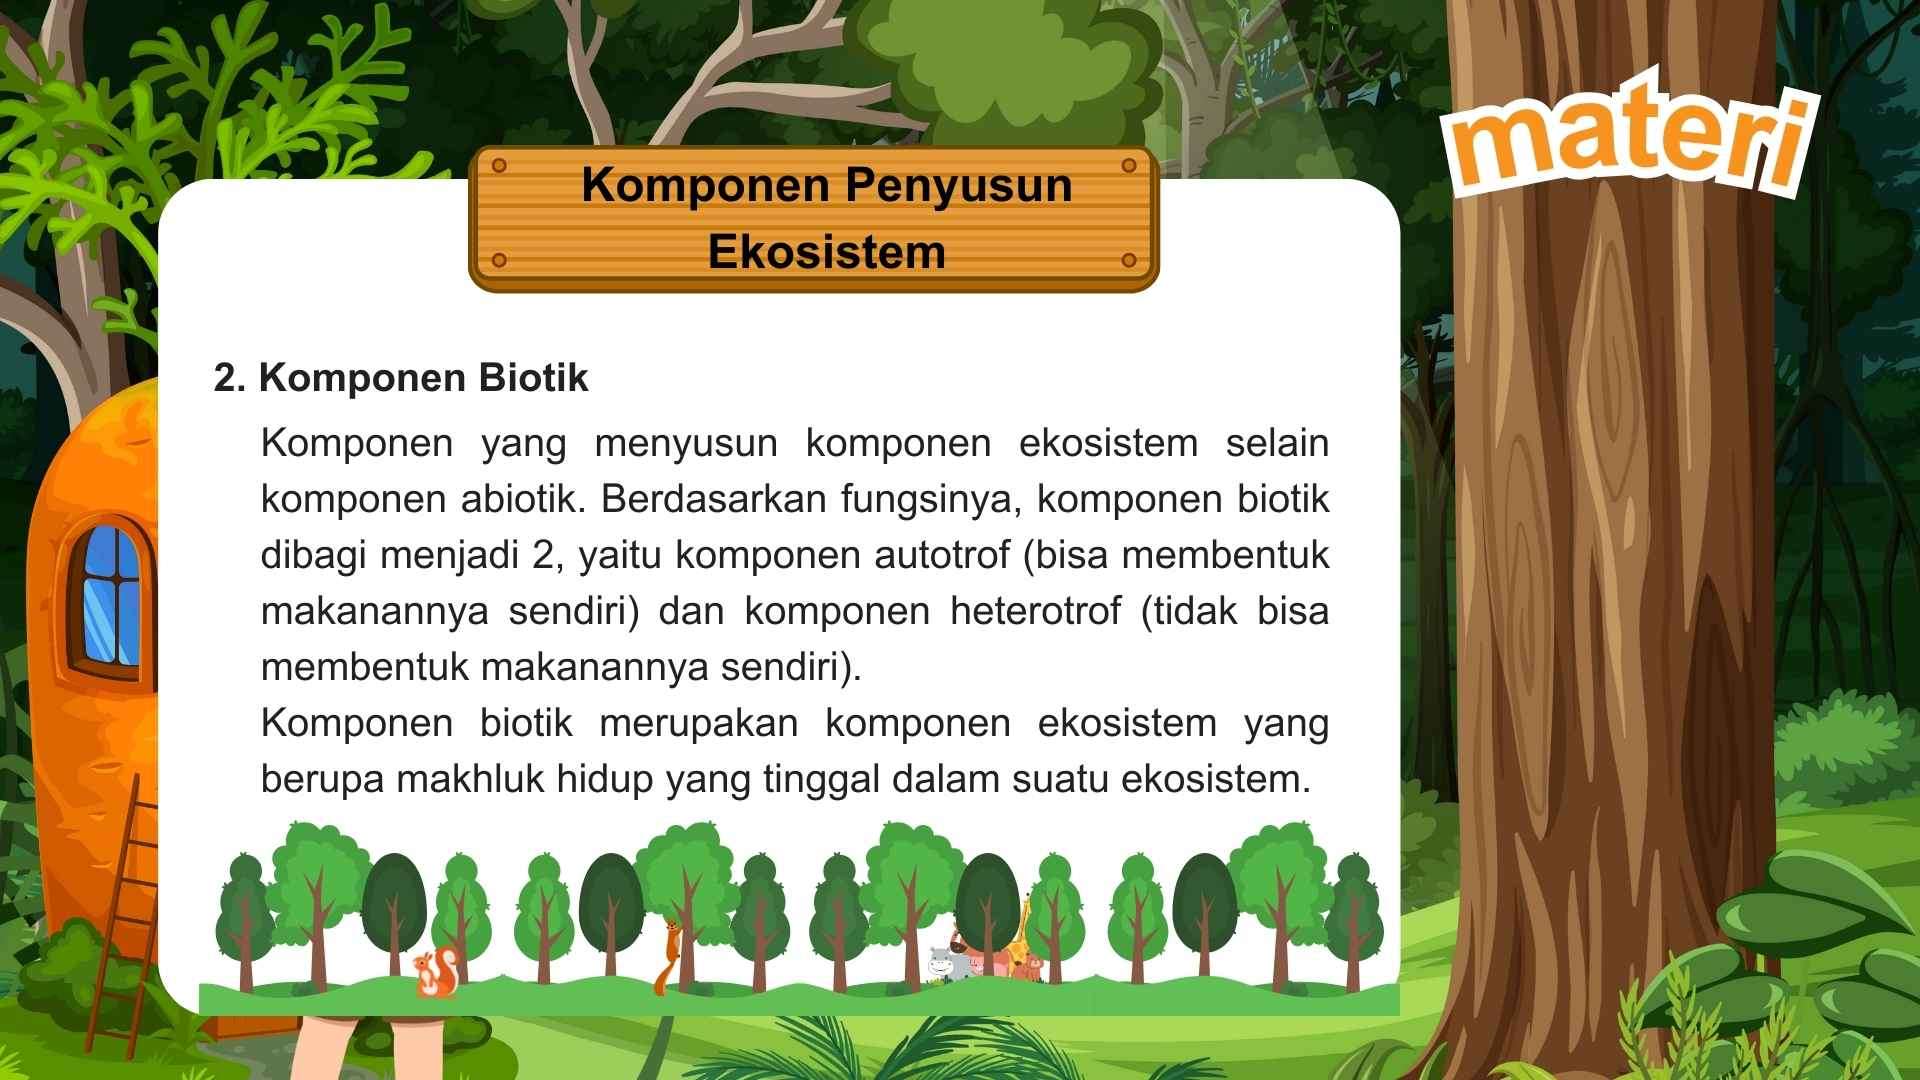 materi
Komponen Penyusun
Ekosistem
2. Komponen Biotik
Komponen yang menyusun komponen ekosistem selain
komponen abiotik. Berdasarkan fungsinya, komponen biotik
dibagi menjadi 2, yaitu komponen autotrof (bisa membentuk
makanannya sendiri) dan komponen heterotrof (tidak bisa
membentuk makanannya sendiri).
Komponen biotik merupakan komponen ekosistem yang
berupa makhluk hidup yang tinggal dalam suatu ekosistem.